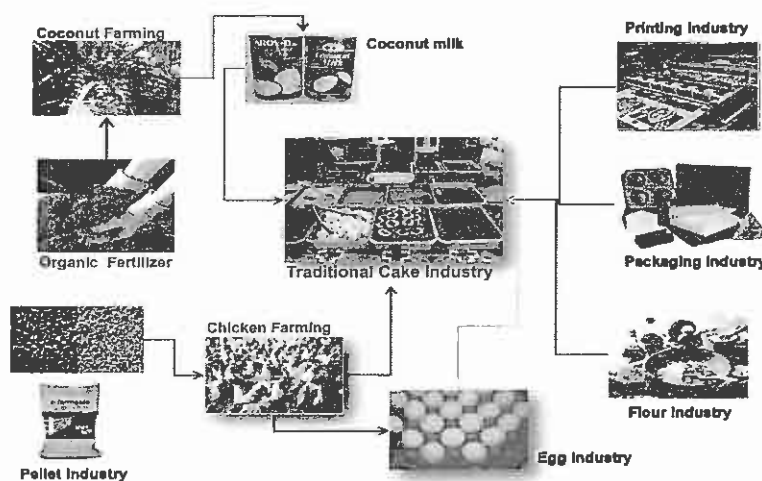 Coconut Farming
Coconut milk
Printing Industry
Organic Fertilizer
Traditional Cake Industry
Packaging Industry
Chicken Farming
Flour Industry
Pellet Industry
Egg Industry